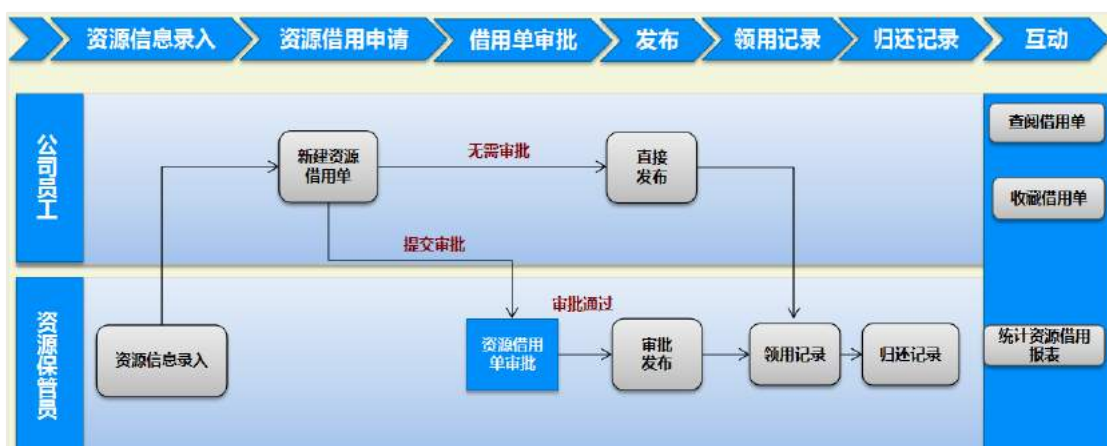 资源信息录入
资源借用申请
借用单审批
发布
领用记录
归还记录
互动
公司员工
新建资源
借用单
无需审批
直接
发布
查阅借用单
收藏借用单
提交审批
资源保管员
资源信息录入
资源借用
单审批
审批通过
审批
发布
领用记录
归还记录
统计资源借用
报表